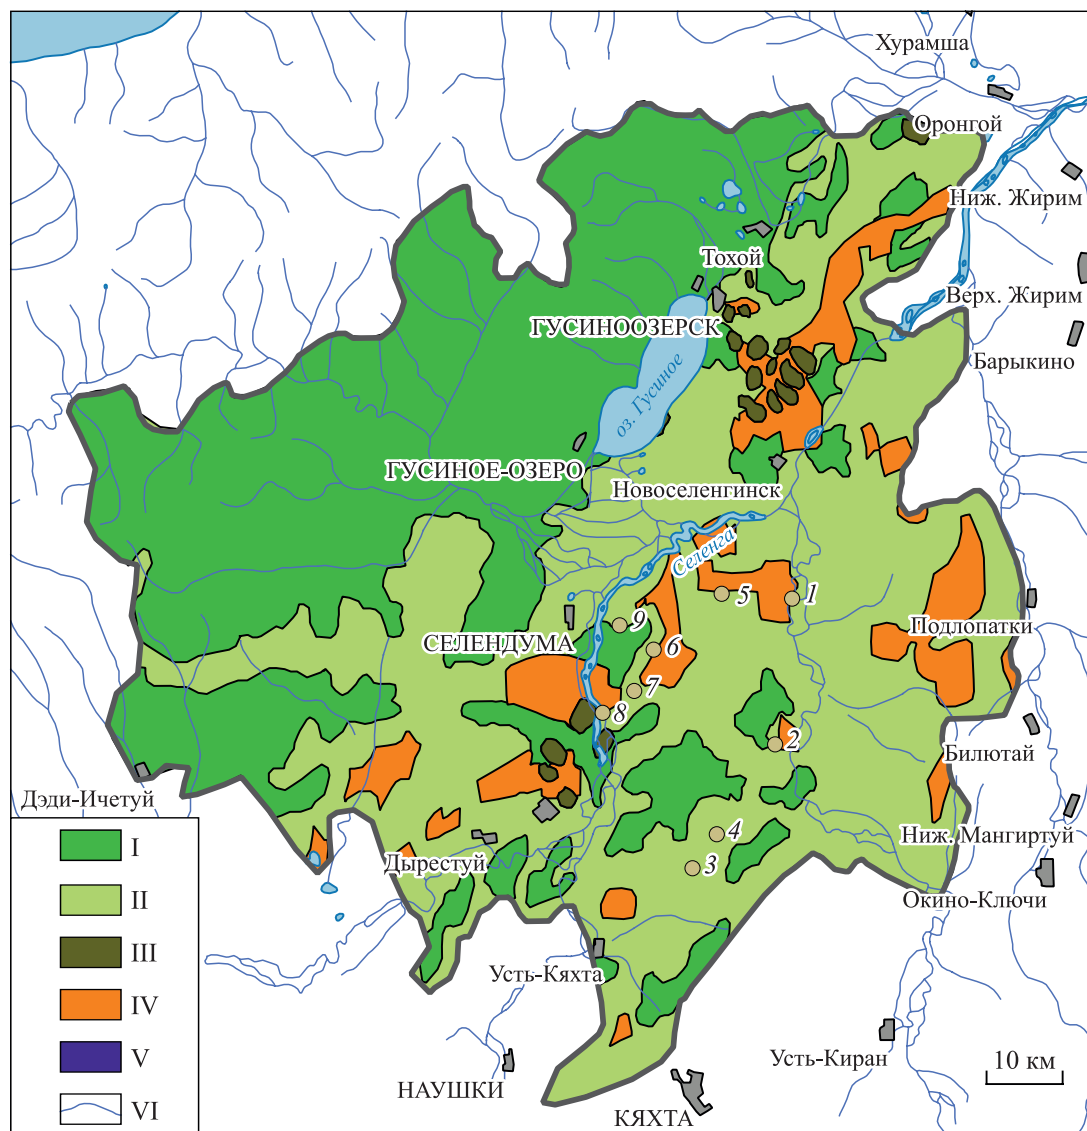 Хурамша
Оронгой
Ниж. Жирим
Тохой
Верх. Жирим
ГУСИНООЗЕРСК
Барыкино
оз. Гусиное
ГУСИНОЕ-ОЗЕРО
Новоселенгинск
Селенга
5
1
Подлопатки
9
СЕЛЕНДУМА
6
7
8
2
Билютай
Дэди-Ичетуй
4
Ниж. Мангиртуй
Дырестуй
3
Окино-Ключи
Усть-Кяхта
Усть-Киран
10 км
НАУШКИ
КЯХТА
I
II
III
IV
V
VI